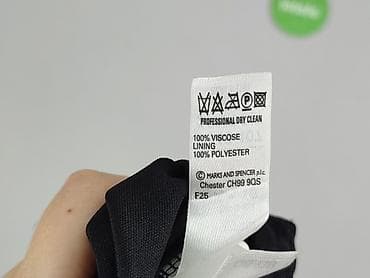 PROFESSIONAL DRY CLEAN
100% VISCOSE
LINING
100% POLYESTER
© MARKS AND SPENCER p.l.c.
Chester CH99 9QS
F25